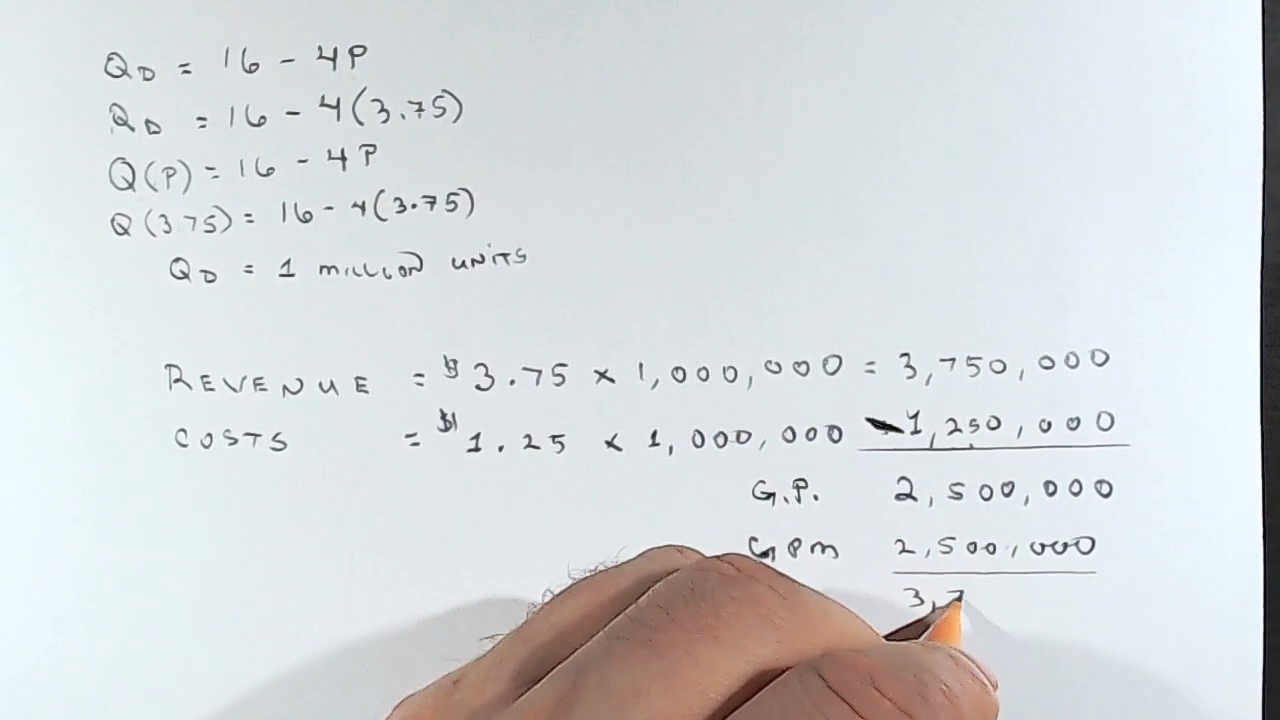 QD = 16 - 4P
QD = 16 - 4(3.75)
Q(P) = 16 - 4P
Q(3.75) = 16 - 4(3.75)
QD = 1 MILLION UNITS
REVENUE = $3.75 × 1,000,000 = 3,750,000
COSTS = $1.25 × 1,000,000 -1,250,000
G.P. 2,500,000
GPM 2,500,000
3,7